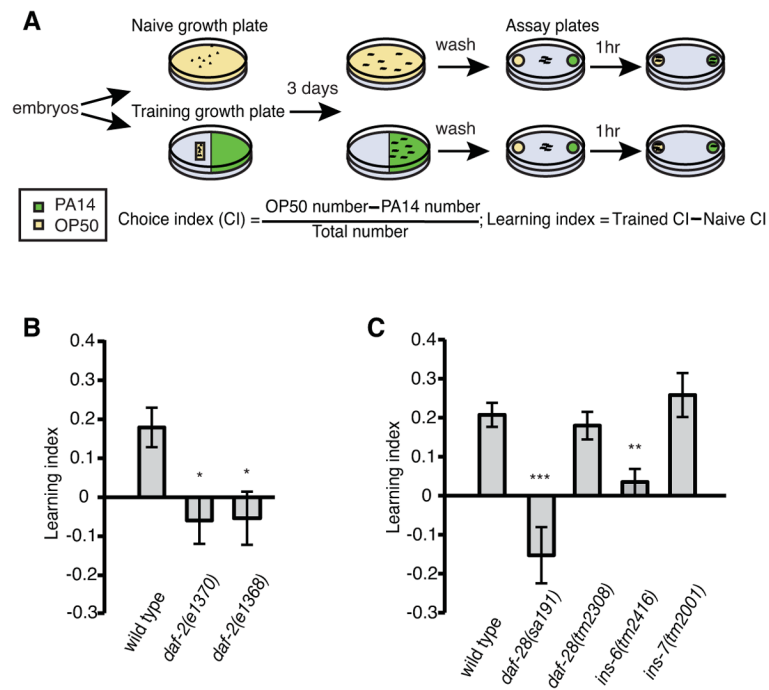 A
Naive growth plate
Assay plates
wash
1hr
3 days
embryos
Training growth plate
wash
1hr
PA14
OP50
Choice index (CI) = OP50 number–PA14 number
Total number
; Learning index = Trained CI–Naive CI
B
Learning index
0.4
0.3
0.2
0.1
0
-0.1
-0.2
-0.3
*
*
wild type
daf-2(e1370)
daf-2(e1368)
C
Learning index
0.4
0.3
0.2
0.1
0
-0.1
-0.2
-0.3
***
**
wild type
daf-28(sa191)
daf-28(tm2308)
ins-6(tm2416)
ins-7(tm2001)